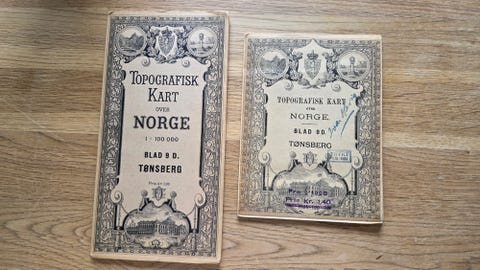 TOPOGRAFISK
KART
OVER
NORGE
1 - 100 000
BLAD 9 D.
TØNSBERG
TOPOGRAFISK KART
OVER
NORGE.
BLAD 9 D.
TØNSBERG
Pris Kr. 1,40